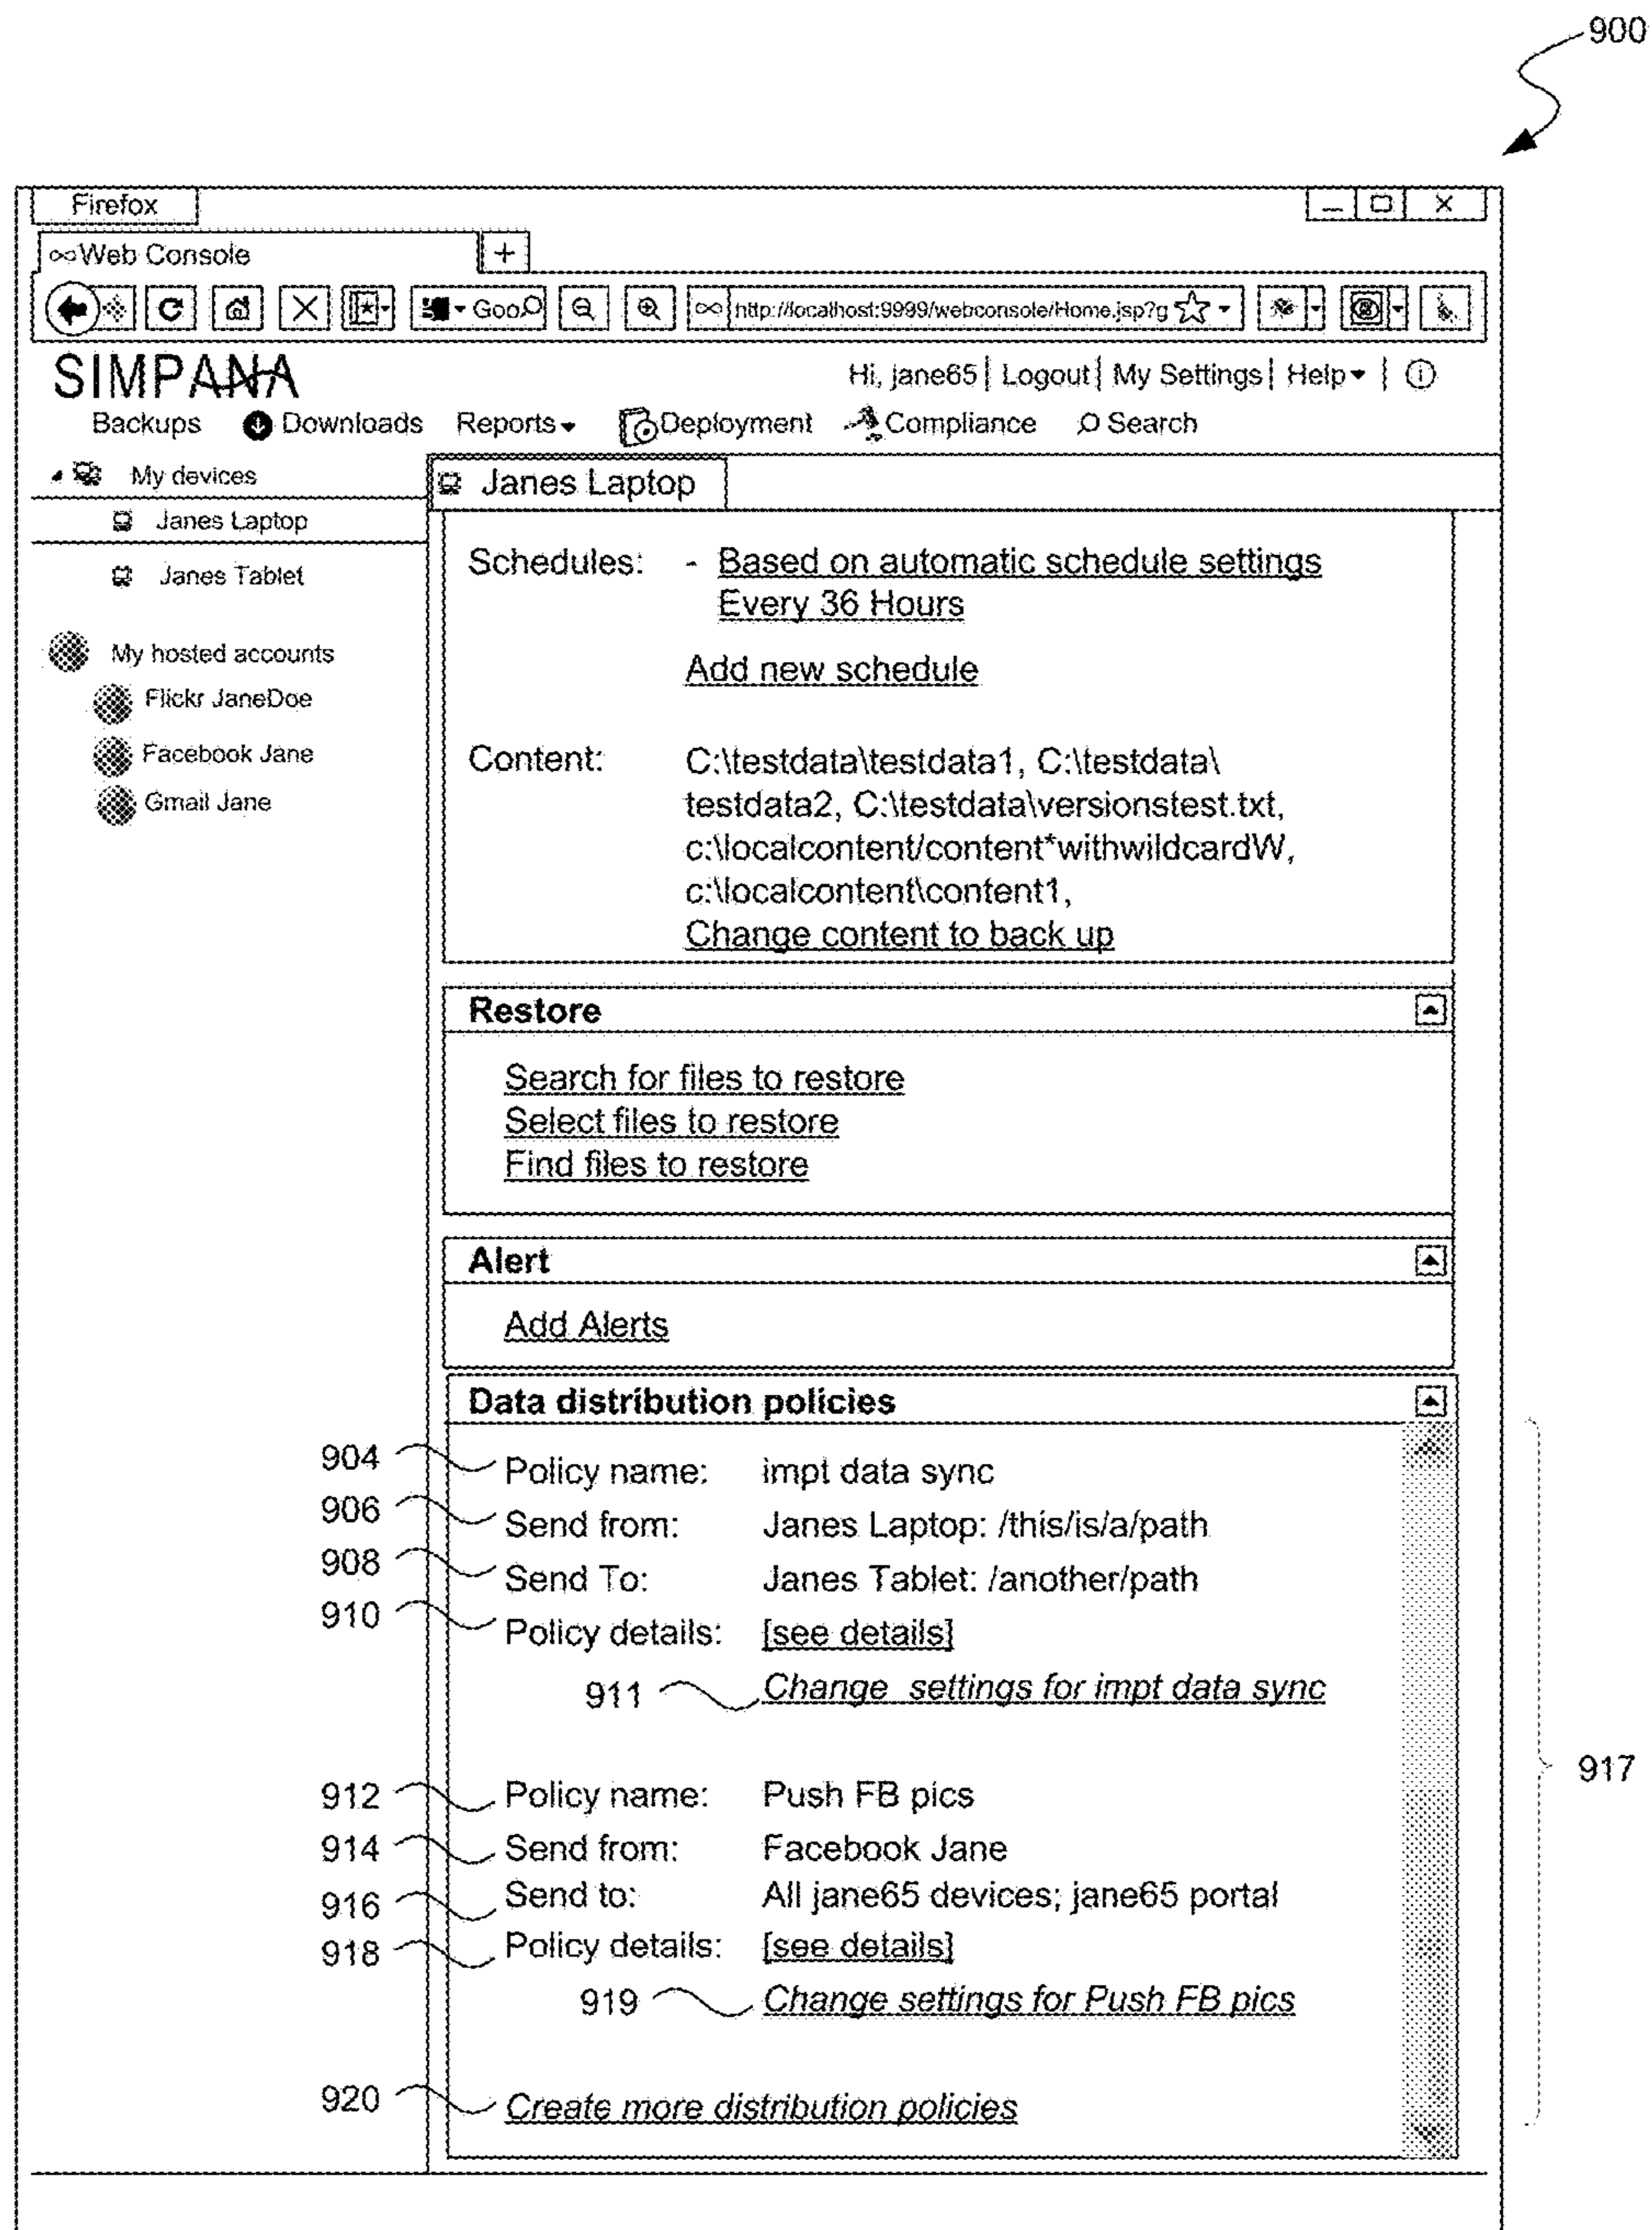 900
Firefox
Web Console +
Goo http://localhost:9999/webconsole/Home.jsp?g
SIMPANA
Hi, jane65 | Logout | My Settings | Help |
Backups Downloads Reports Deployment Compliance Search
My devices
Janes Laptop
Janes Tablet
My hosted accounts
Flickr JaneDoe
Facebook Jane
Gmail Jane
Janes Laptop
Schedules: - Based on automatic schedule settings
Every 36 Hours
Add new schedule
Content: C:\testdata\testdata1, C:\testdata\
testdata2, C:\testdata\versionstest.txt,
c:\localcontent/content*withwildcardW,
c:\localcontent\content1,
Change content to back up
Restore
Search for files to restore
Select files to restore
Find files to restore
Alert
Add Alerts
Data distribution policies
904 Policy name: impt data sync
906 Send from: Janes Laptop: /this/is/a/path
908 Send To: Janes Tablet: /another/path
910 Policy details: [see details]
911 Change settings for impt data sync
917
912 Policy name: Push FB pics
914 Send from: Facebook Jane
916 Send to: All jane65 devices; jane65 portal
918 Policy details: [see details]
919 Change settings for Push FB pics
920 Create more distribution policies